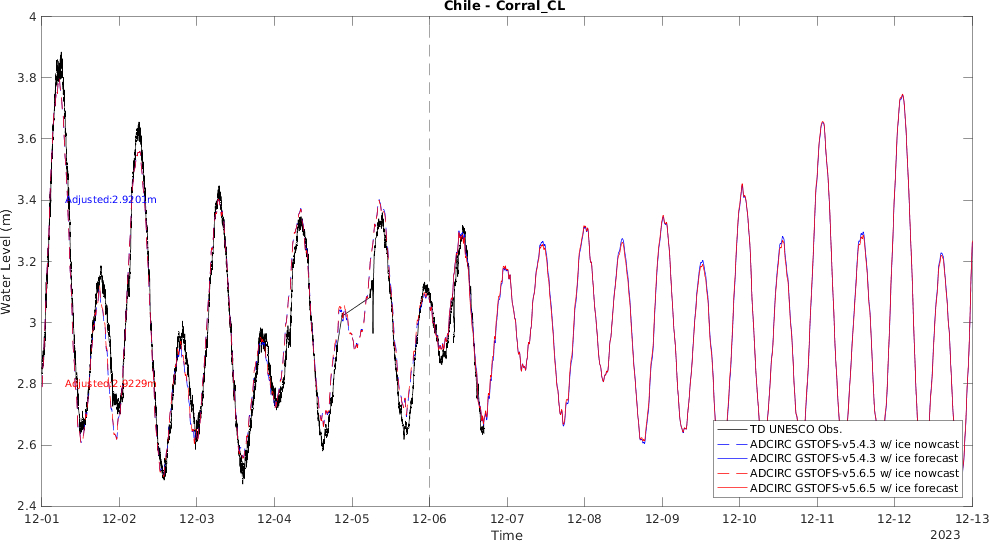 Chile - Corral_CL
4
3.8
3.6
3.4
3.2
3
2.8
2.6
2.4
Water Level (m)
Adjusted:2.9201m
Adjusted:2.9229m
TD UNESCO Obs.
ADCIRC GSTOFS-v5.4.3 w/ ice nowcast
ADCIRC GSTOFS-v5.4.3 w/ ice forecast
ADCIRC GSTOFS-v5.6.5 w/ ice nowcast
ADCIRC GSTOFS-v5.6.5 w/ ice forecast
12-01 12-02 12-03 12-04 12-05 12-06 12-07 12-08 12-09 12-10 12-11 12-12 12-13
Time
2023